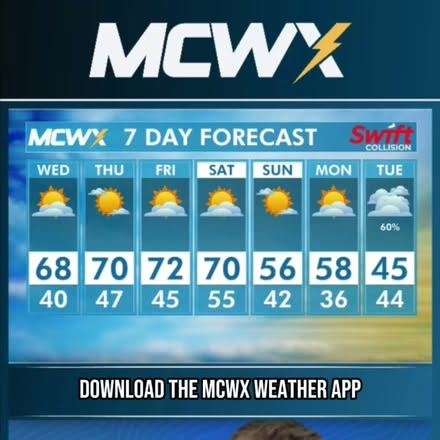 MCWX
MCWX 7 DAY FORECAST Swift
COLLISION
WED THU FRI SAT SUN MON TUE
60%
68 70 72 70 56 58 45
40 47 45 55 42 36 44
DOWNLOAD THE MCWX WEATHER APP